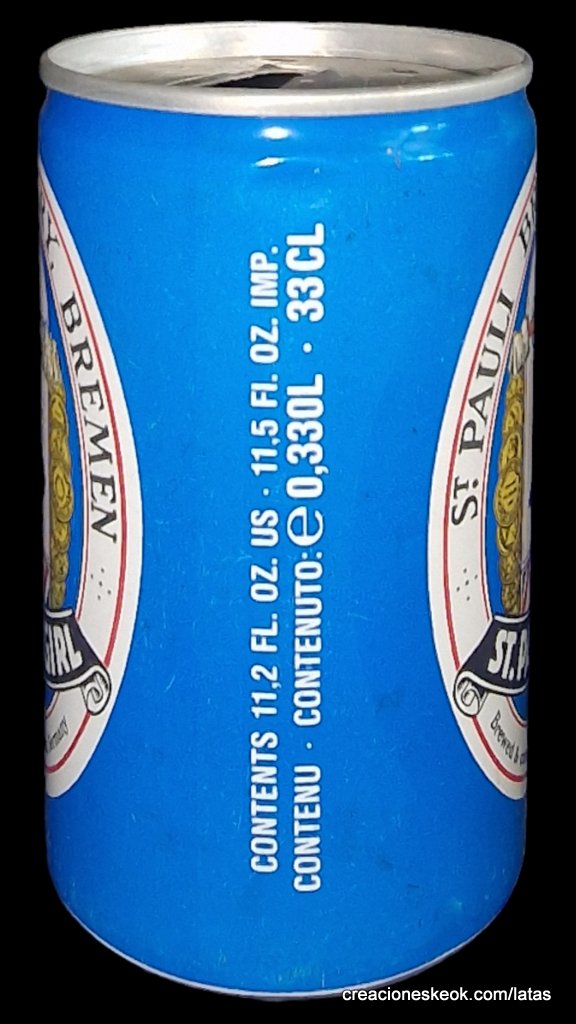 CONTENTS 11,2 FL. OZ. US · 11,5 Fl. OZ. IMP.
CONTENU · CONTENUTO: ℮ 0,330L · 33CL
BREMEN
GIRL
ST. PAULI
ST.
Brewed &
creacioneskeok.com/latas